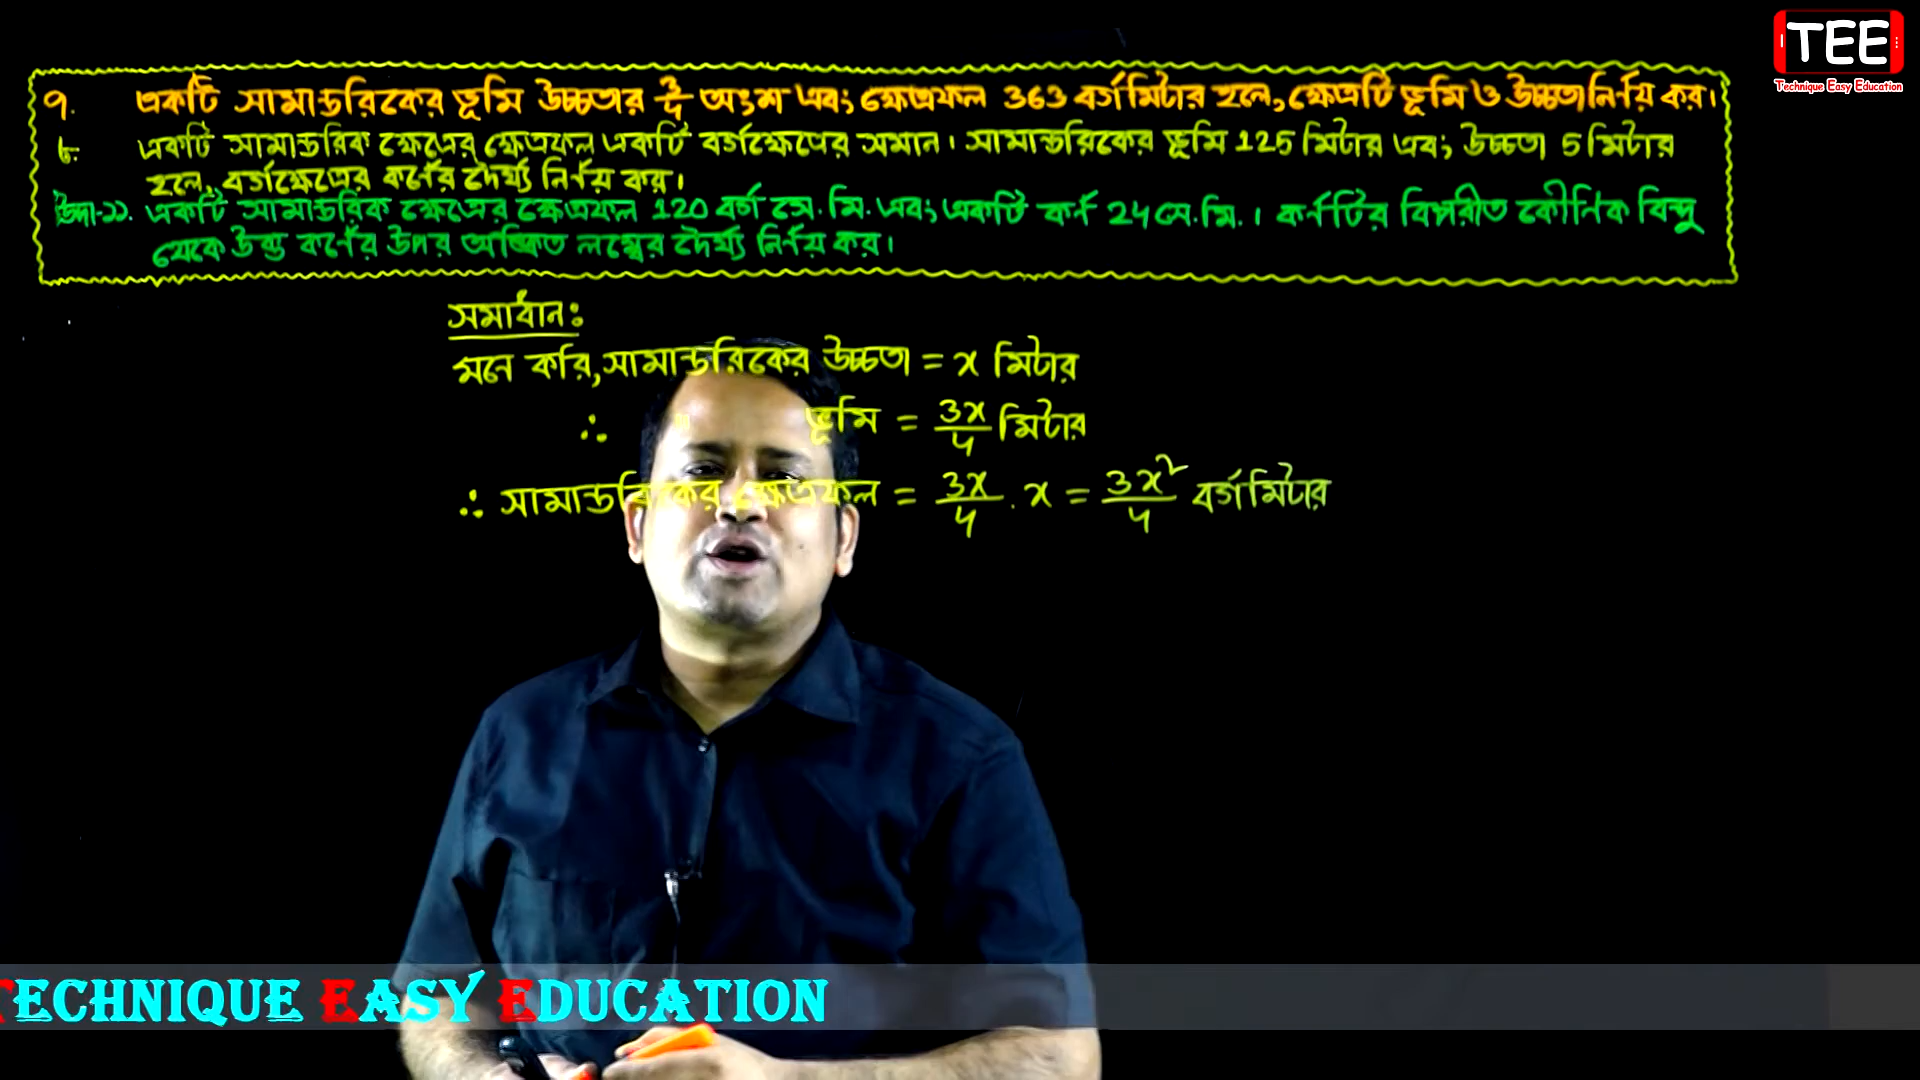 TEE
Technique Easy Education
৭. একটি সামান্তরিকের ভূমি উচ্চতার ৩/৪ অংশ এবং ক্ষেত্রফল 363 বর্গমিটার হলে, ক্ষেত্রটি ভূমি ও উচ্চতা নির্ণয় কর।
৮. একটি সামান্তরিক ক্ষেত্রের ক্ষেত্রফল একটি বর্গক্ষেত্রের সমান। সামান্তরিকের ভূমি 125 মিটার এবং উচ্চতা 5 মিটার
হলে, বর্গক্ষেত্রের কর্ণের দৈর্ঘ্য নির্ণয় কর।
উদা-১১. একটি সামান্তরিক ক্ষেত্রের ক্ষেত্রফল 120 বর্গ সে.মি. এবং একটি কর্ণ 24 সে.মি.। কর্ণটির বিপরীত কৌণিক বিন্দু
থেকে উক্ত কর্ণের উপর অঙ্কিত লম্বের দৈর্ঘ্য নির্ণয় কর।
সমাধান:
মনে করি, সামান্তরিকের উচ্চতা = x মিটার
∴ " ভূমি = 3x/4 মিটার
∴ সামান্তরিকের ক্ষেত্রফল = 3x/4 . x = 3x²/4 বর্গমিটার
TECHNIQUE EASY EDUCATION